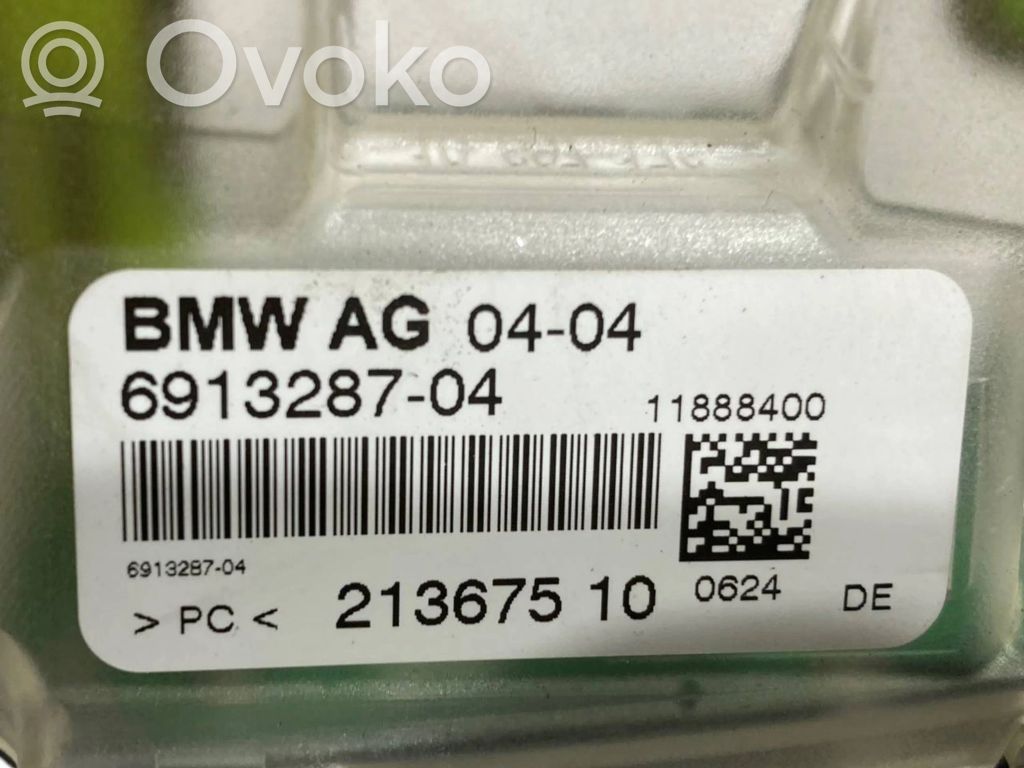 Ovoko
BMW AG 04-04
6913287-04
11888400
6913287-04
> PC <
213675 10
0624
DE